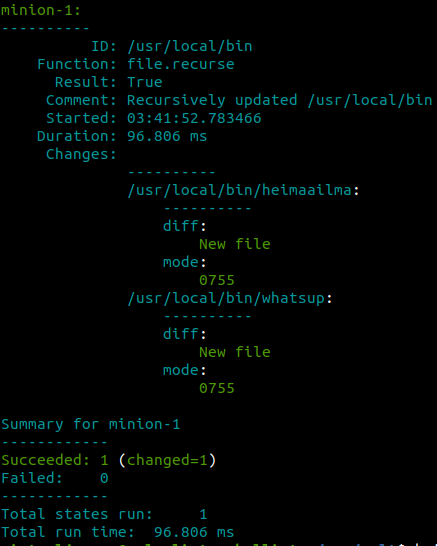 minion-1:
----------
          ID: /usr/local/bin
    Function: file.recurse
      Result: True
     Comment: Recursively updated /usr/local/bin
     Started: 03:41:52.783466
    Duration: 96.806 ms
     Changes:
              ----------
              /usr/local/bin/heimaailma:
                  ----------
                  diff:
                      New file
                  mode:
                      0755
              /usr/local/bin/whatsup:
                  ----------
                  diff:
                      New file
                  mode:
                      0755

Summary for minion-1
------------
Succeeded: 1 (changed=1)
Failed:    0
------------
Total states run:     1
Total run time:  96.806 ms